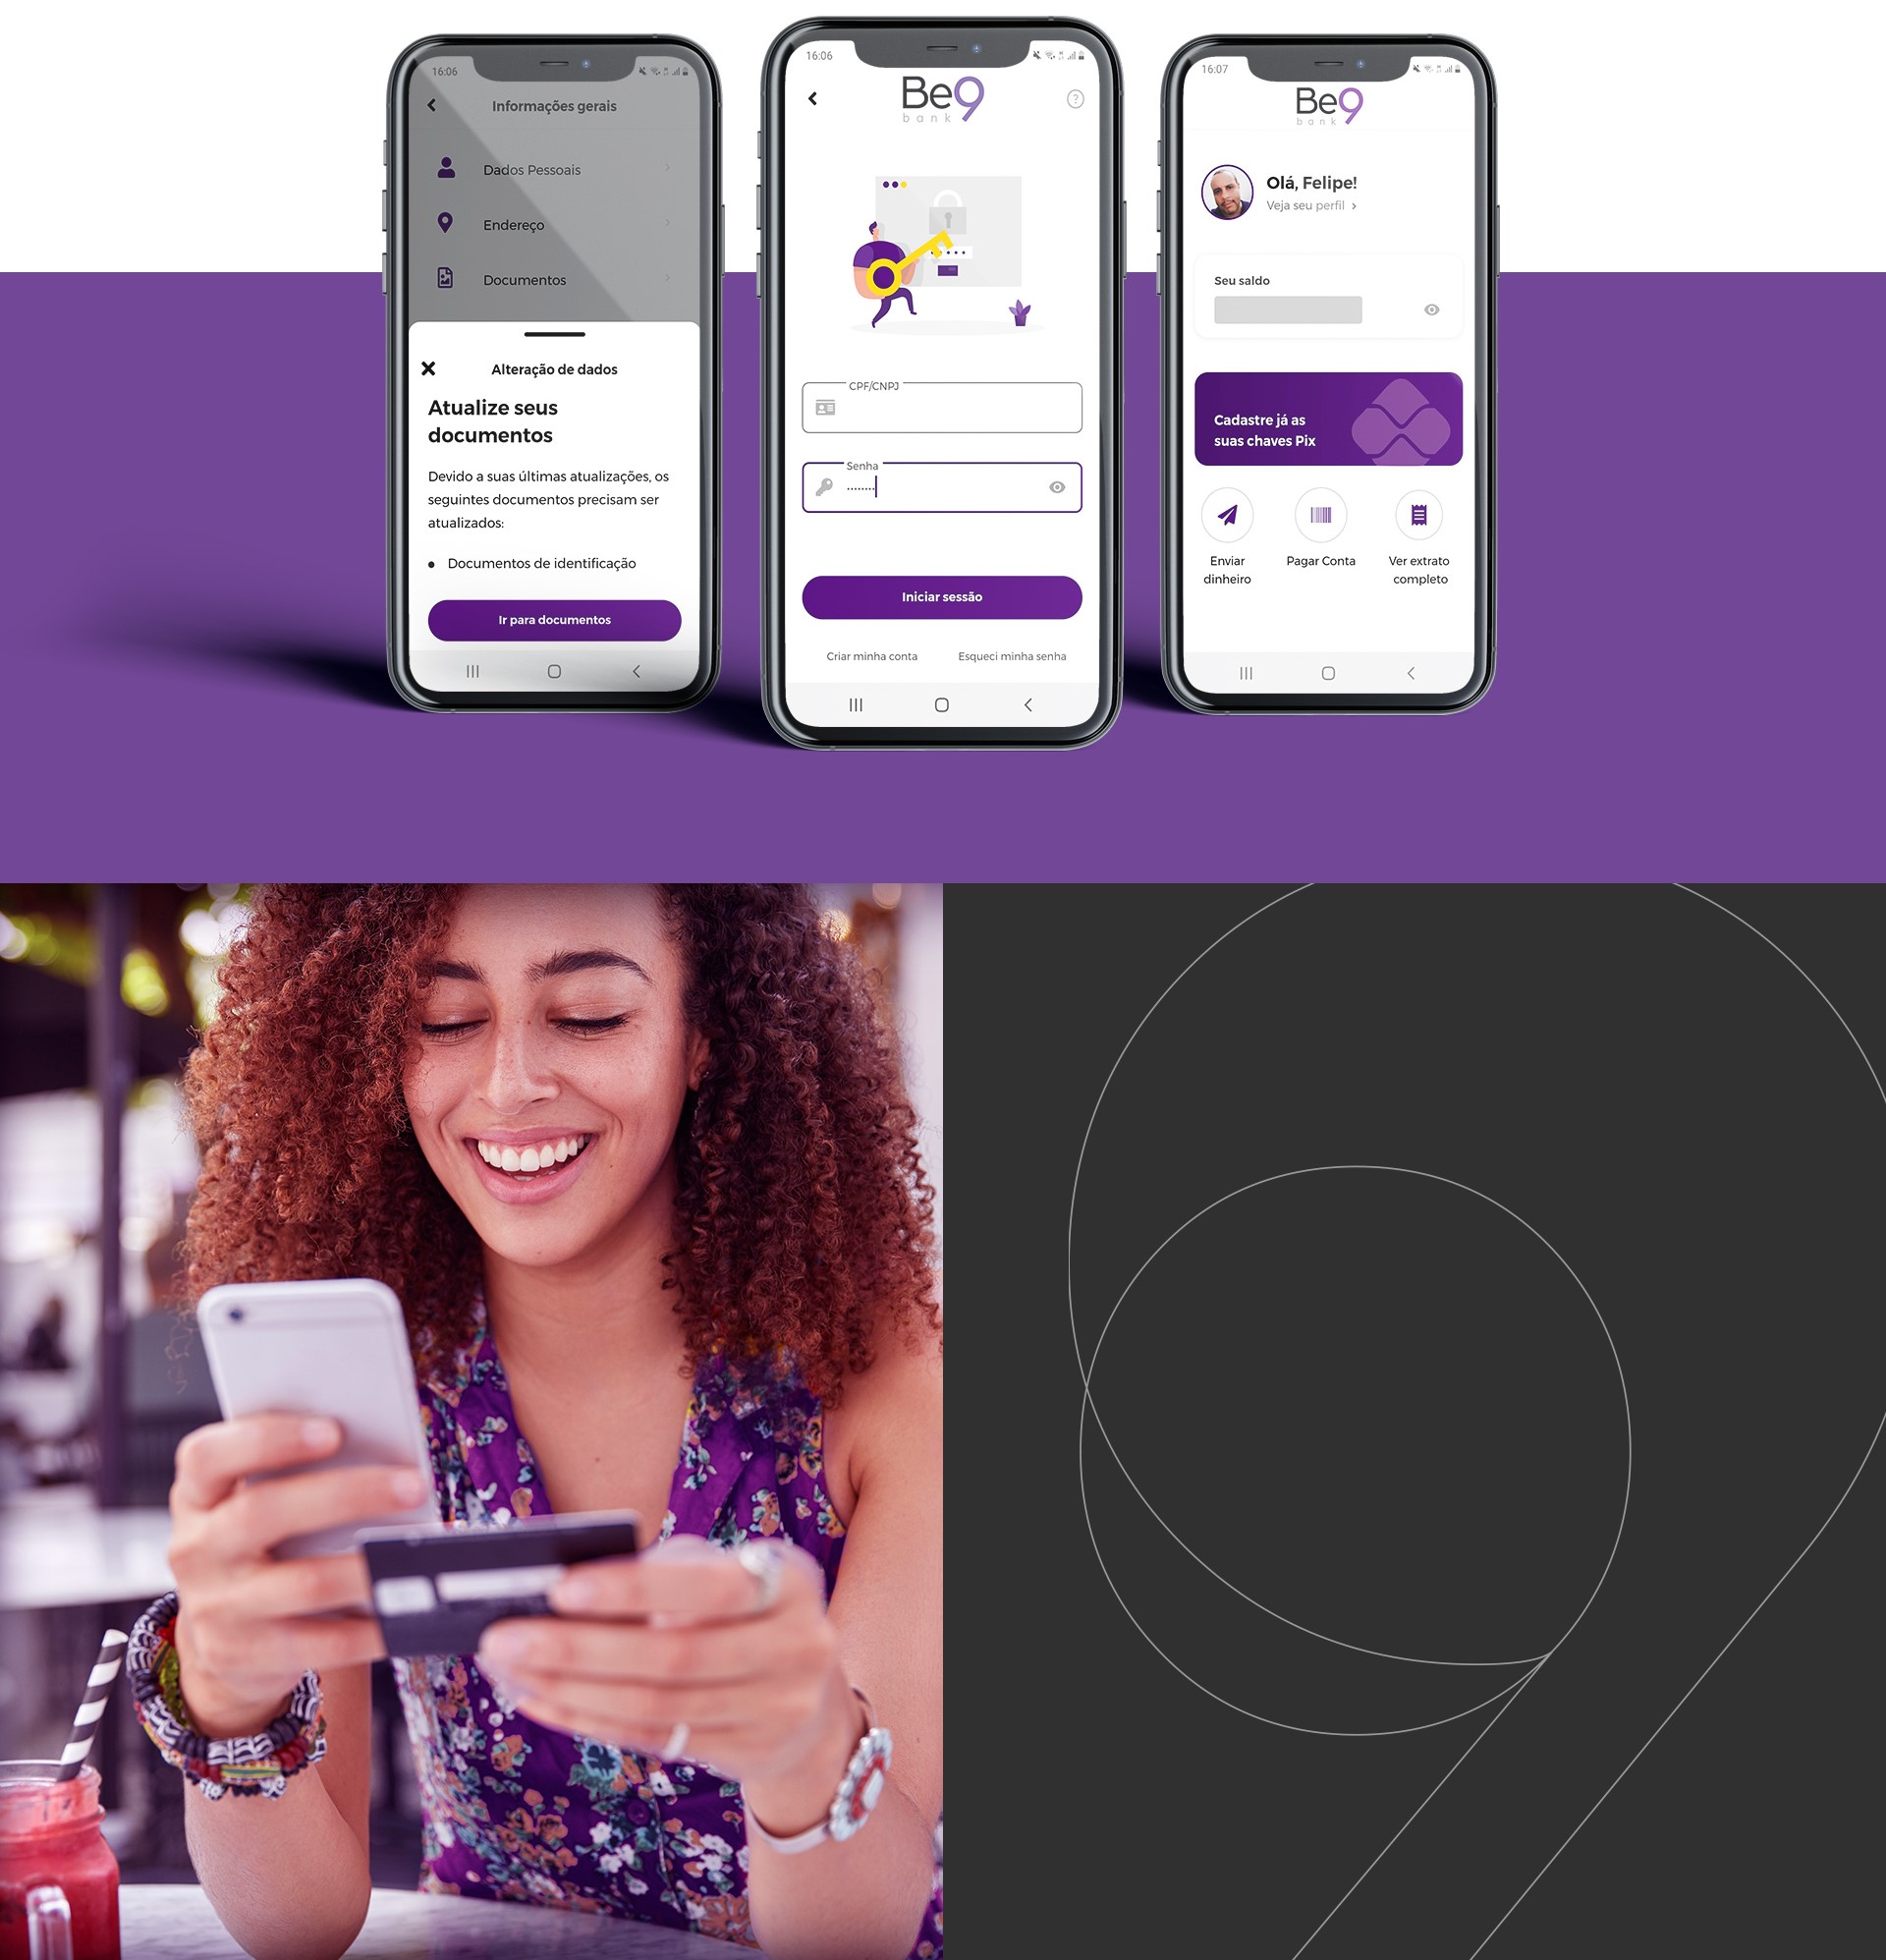 16:06
Informações gerais
Dados Pessoais
Endereço
Documentos
Alteração de dados
Atualize seus
documentos
Devido a suas últimas atualizações, os
seguintes documentos precisam ser
atualizados:
Documentos de identificação
Ir para documentos
16:06
Be9
bank
?
CPF/CNPJ
Senha
Iniciar sessão
Criar minha conta
Esqueci minha senha
16:07
Be9
bank
Olá, Felipe!
Veja seu perfil
Seu saldo
Cadastre já as
suas chaves Pix
Enviar
dinheiro
Pagar Conta
Ver extrato
completo